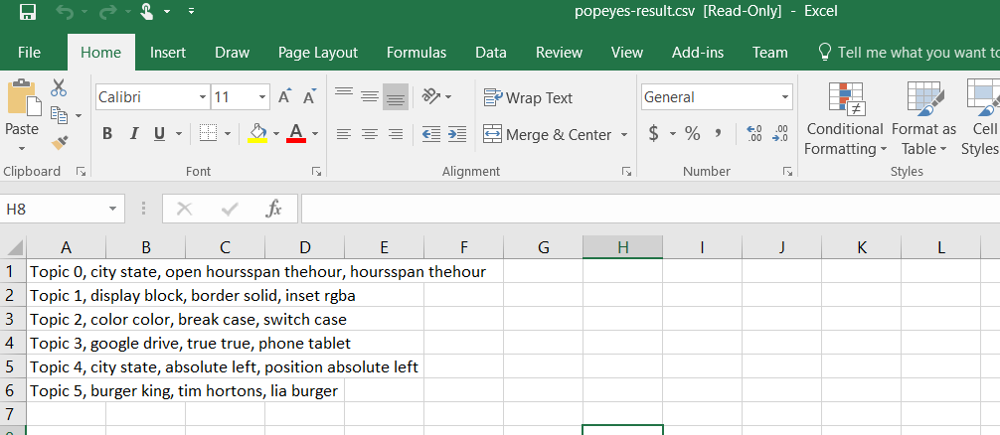 popeyes-result.csv [Read-Only] - Excel
File Home Insert Draw Page Layout Formulas Data Review View Add-ins Team Tell me what you want to
Calibri 11 A A Wrap Text General
Paste B I U A Merge & Center $ % , .0 .00 .00 .0 Conditional Formatting Format as Table Cell Styles
Clipboard Font Alignment Number Styles
H8 fx
A B C D E F G H I J K L
1 Topic 0, city state, open hoursspan thehour, hoursspan thehour
2 Topic 1, display block, border solid, inset rgba
3 Topic 2, color color, break case, switch case
4 Topic 3, google drive, true true, phone tablet
5 Topic 4, city state, absolute left, position absolute left
6 Topic 5, burger king, tim hortons, lia burger
7